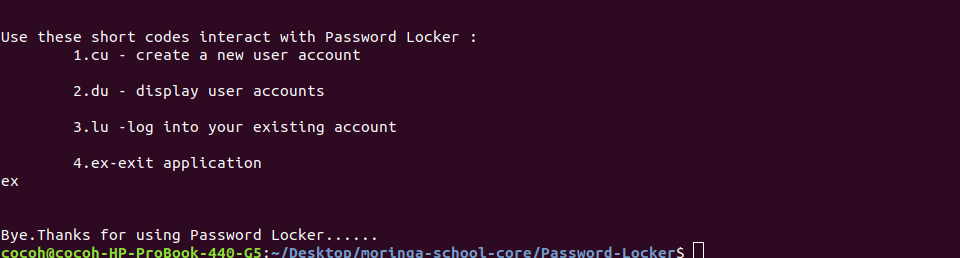 Use these short codes interact with Password Locker :
1.cu - create a new user account
2.du - display user accounts
3.lu -log into your existing account
4.ex-exit application
ex
Bye.Thanks for using Password Locker......
cocoh@cocoh-HP-ProBook-440-G5:~/Desktop/moringa-school-core/Password-Locker$